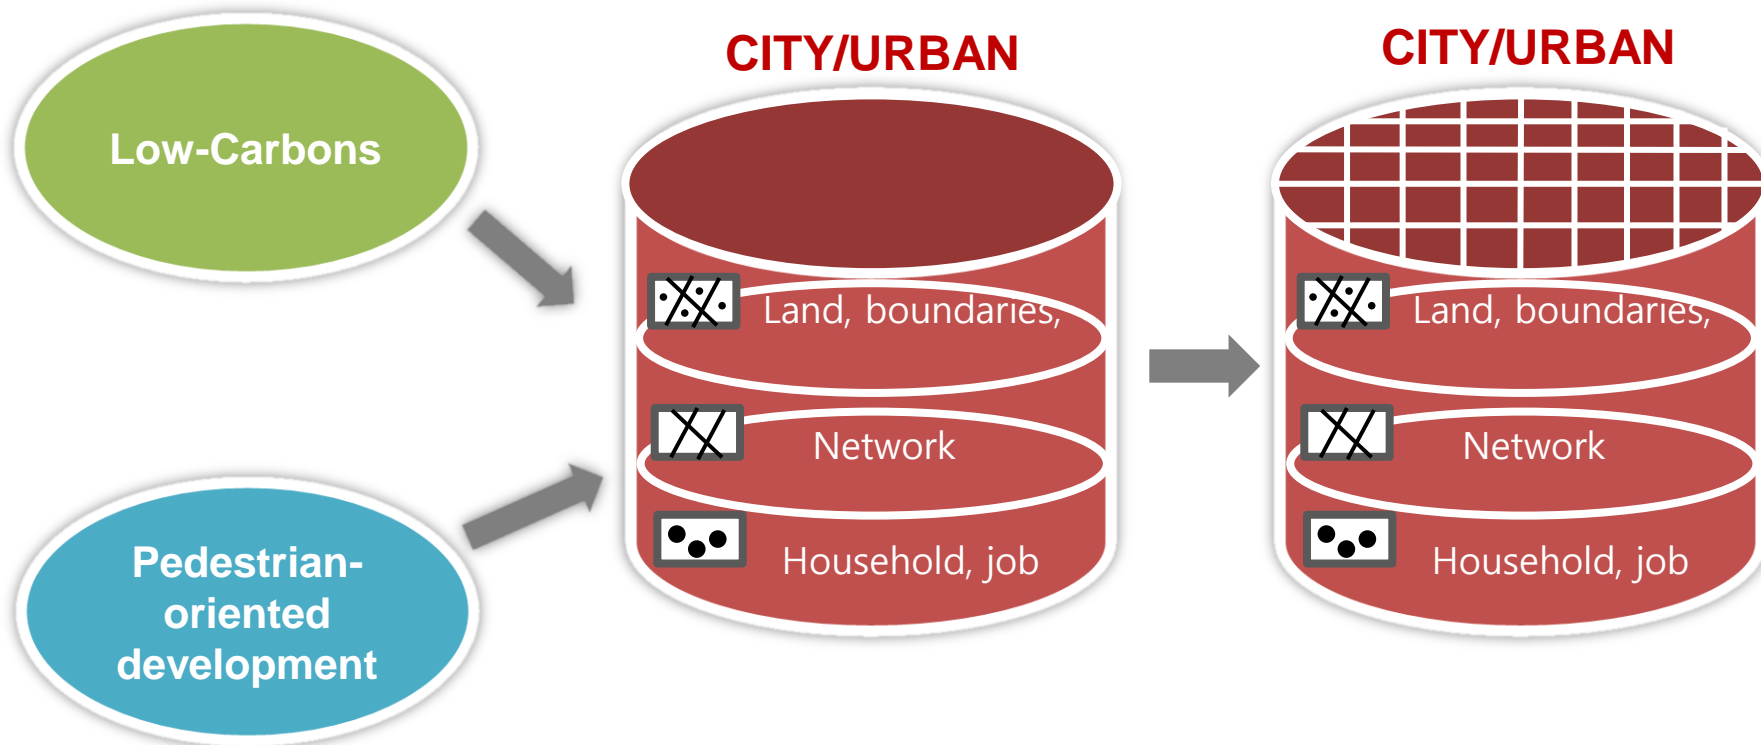 Low-Carbons
Pedestrian-
oriented
development
CITY/URBAN
Land, boundaries,
Network
Household, job
CITY/URBAN
Land, boundaries,
Network
Household, job